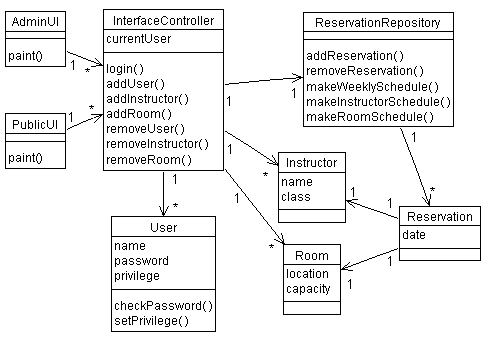 AdminUI
paint()
PublicUI
paint()
InterfaceController
currentUser
login()
addUser()
addInstructor()
addRoom()
removeUser()
removeInstructor()
removeRoom()
ReservationRepository
addReservation()
removeReservation()
makeWeeklySchedule()
makeInstructorSchedule()
makeRoomSchedule()
1
*
1
*
1
1
1
*
1
*
1
*
1
*
1
1
1
1
Instructor
name
class
Reservation
date
User
name
password
privilege
checkPassword()
setPrivilege()
Room
location
capacity